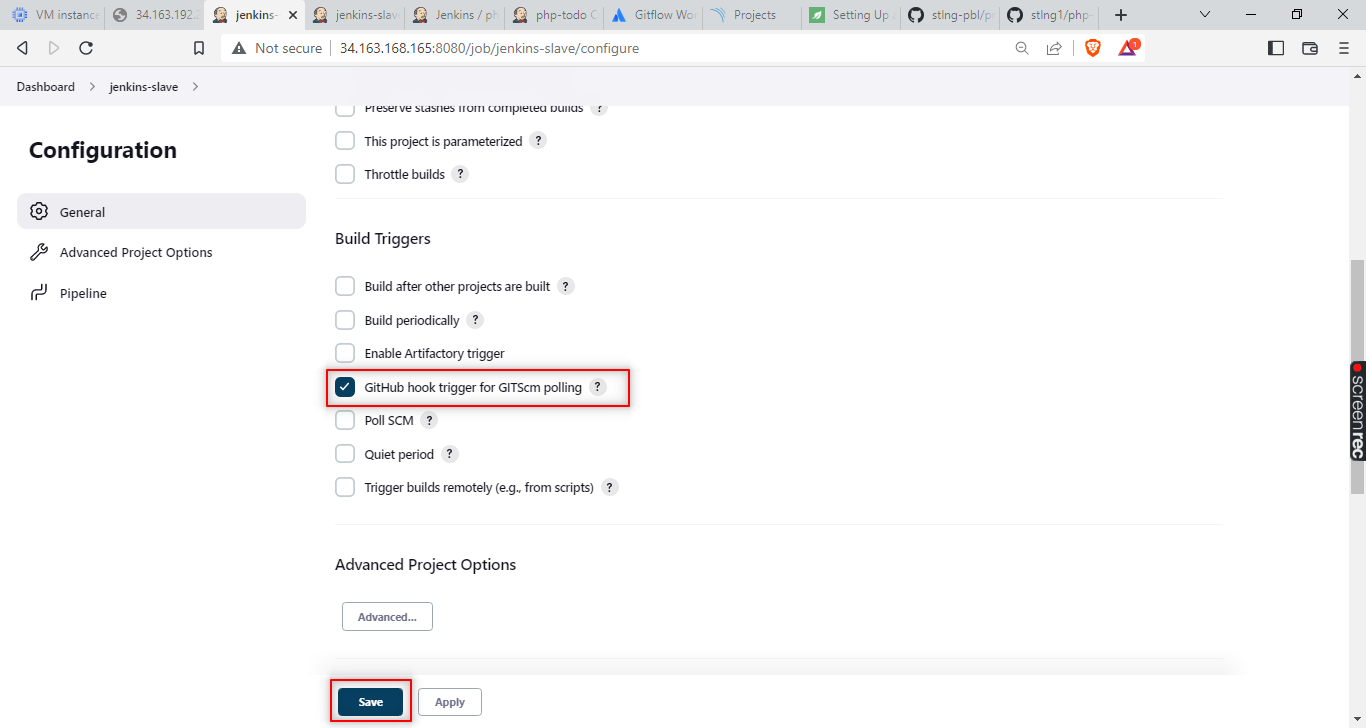 VM instance
34.163.192.2
jenkins-
jenkins-slav
Jenkins / ph
php-todo C
Gitflow Wor
Projects
Setting Up a
stlng-pbl/p
stlng1/php-
Not secure
34.163.168.165:8080/job/jenkins-slave/configure
1
Dashboard
jenkins-slave
Configuration
General
Advanced Project Options
Pipeline
Preserve stashes from completed builds ?
This project is parameterized ?
Throttle builds ?
Build Triggers
Build after other projects are built ?
Build periodically ?
Enable Artifactory trigger
GitHub hook trigger for GITScm polling ?
Poll SCM ?
Quiet period ?
Trigger builds remotely (e.g., from scripts) ?
Advanced Project Options
Advanced...
Save
Apply
screenrec